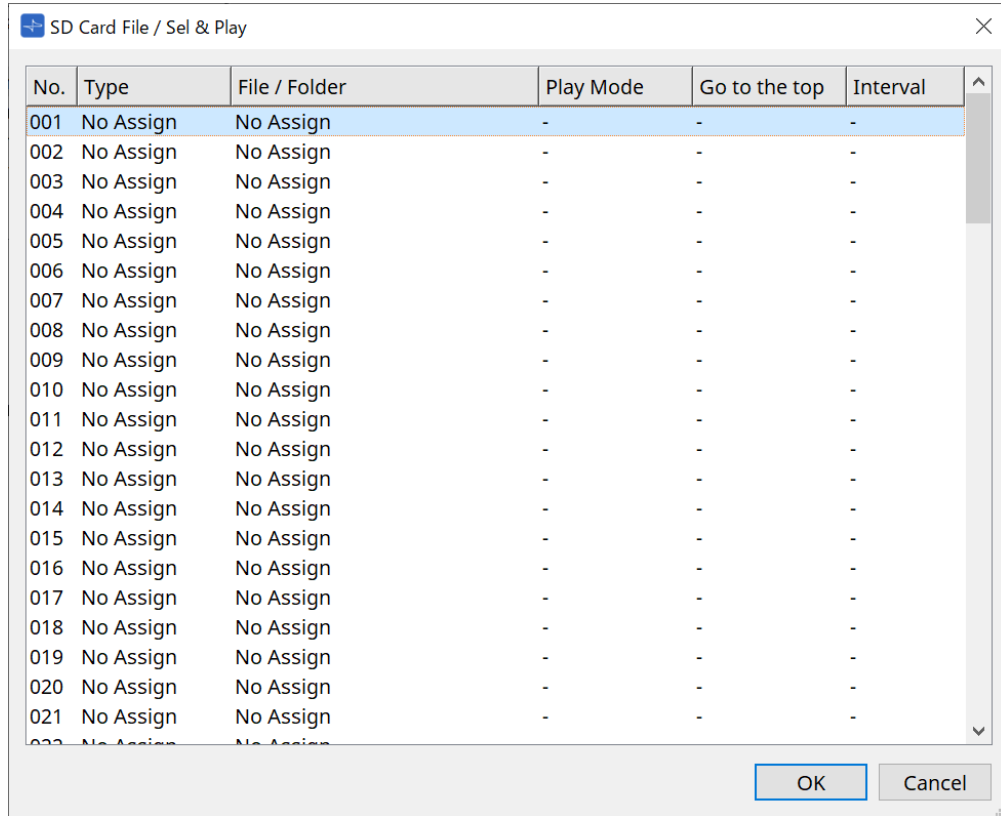 SD Card File / Sel & Play
No. Type File / Folder Play Mode Go to the top Interval
001 No Assign No Assign - - -
002 No Assign No Assign - - -
003 No Assign No Assign - - -
004 No Assign No Assign - - -
005 No Assign No Assign - - -
006 No Assign No Assign - - -
007 No Assign No Assign - - -
008 No Assign No Assign - - -
009 No Assign No Assign - - -
010 No Assign No Assign - - -
011 No Assign No Assign - - -
012 No Assign No Assign - - -
013 No Assign No Assign - - -
014 No Assign No Assign - - -
015 No Assign No Assign - - -
016 No Assign No Assign - - -
017 No Assign No Assign - - -
018 No Assign No Assign - - -
019 No Assign No Assign - - -
020 No Assign No Assign - - -
021 No Assign No Assign - - -
022 No Assign No Assign
OK Cancel